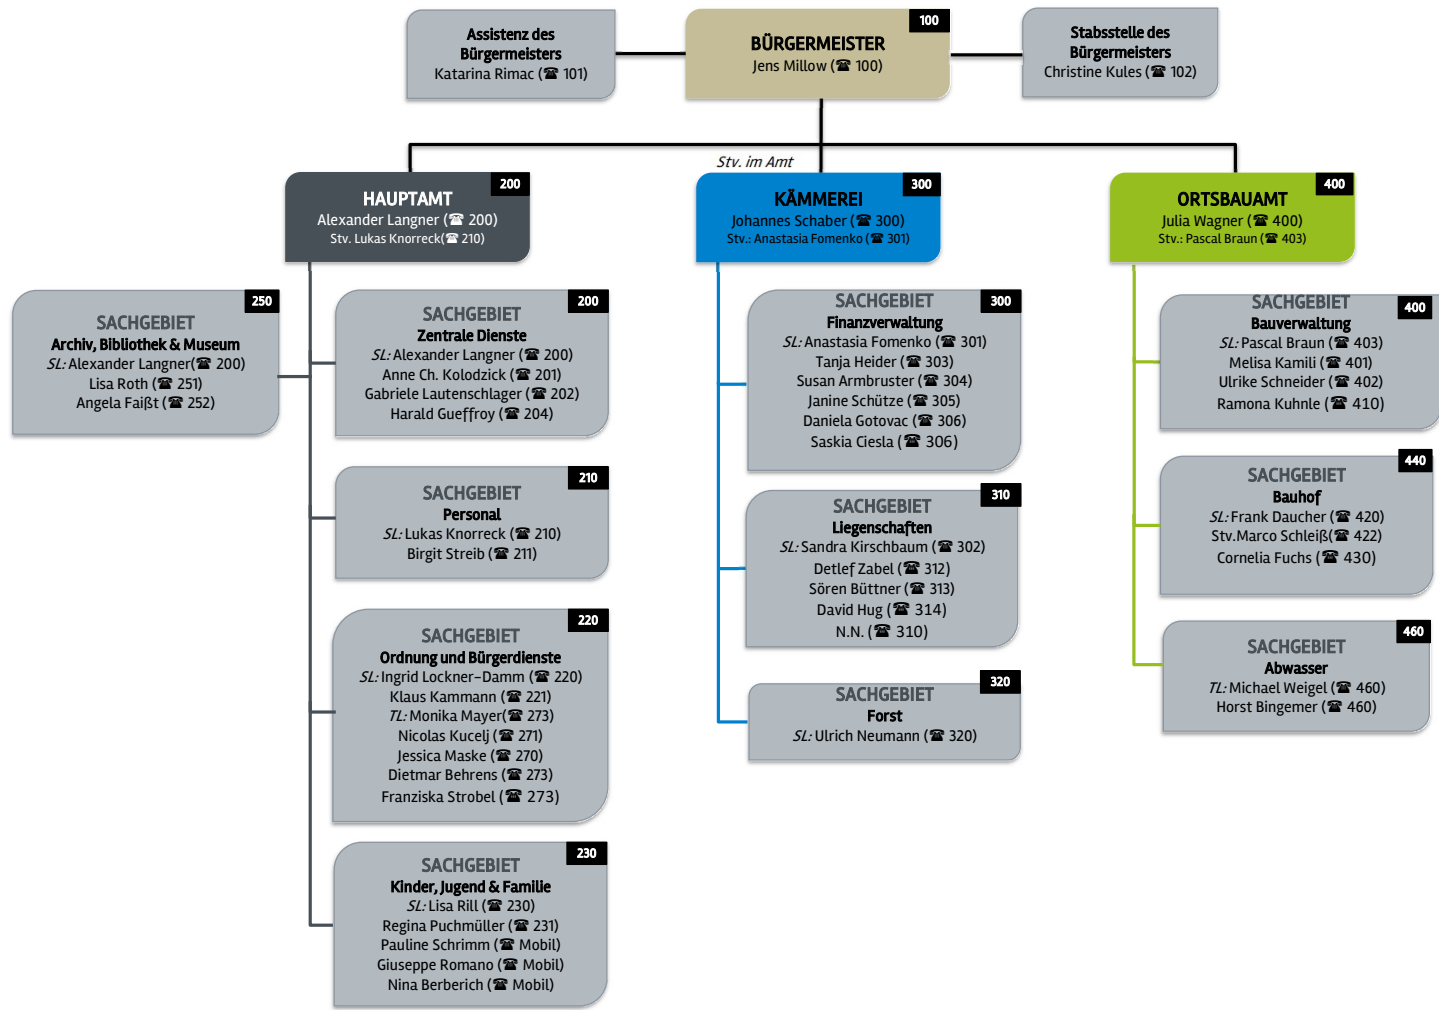 Assistenz des
Bürgermeisters
Katarina Rimac (☎ 101)
100
BÜRGERMEISTER
Jens Millow (☎ 100)
Stabsstelle des
Bürgermeisters
Christine Kules (☎ 102)
Stv. im Amt
200
HAUPTAMT
Alexander Langner (☎ 200)
Stv. Lukas Knorreck(☎ 210)
300
KÄMMEREI
Johannes Schaber (☎ 300)
Stv.: Anastasia Fomenko (☎ 301)
400
ORTSBAUAMT
Julia Wagner (☎ 400)
Stv.: Pascal Braun (☎ 403)
250
SACHGEBIET
Archiv, Bibliothek & Museum
SL: Alexander Langner(☎ 200)
Lisa Roth (☎ 251)
Angela Faißt (☎ 252)
200
SACHGEBIET
Zentrale Dienste
SL: Alexander Langner (☎ 200)
Anne Ch. Kolodzick (☎ 201)
Gabriele Lautenschlager (☎ 202)
Harald Gueffroy (☎ 204)
210
SACHGEBIET
Personal
SL: Lukas Knorreck (☎ 210)
Birgit Streib (☎ 211)
220
SACHGEBIET
Ordnung und Bürgerdienste
SL: Ingrid Lockner-Damm (☎ 220)
Klaus Kammann (☎ 221)
TL: Monika Mayer(☎ 273)
Nicolas Kucelj (☎ 271)
Jessica Maske (☎ 270)
Dietmar Behrens (☎ 273)
Franziska Strobel (☎ 273)
230
SACHGEBIET
Kinder, Jugend & Familie
SL: Lisa Rill (☎ 230)
Regina Puchmüller (☎ 231)
Pauline Schrimm (☎ Mobil)
Giuseppe Romano (☎ Mobil)
Nina Berberich (☎ Mobil)
300
SACHGEBIET
Finanzverwaltung
SL: Anastasia Fomenko (☎ 301)
Tanja Heider (☎ 303)
Susan Armbruster (☎ 304)
Janine Schütze (☎ 305)
Daniela Gotovac (☎ 306)
Saskia Ciesla (☎ 306)
310
SACHGEBIET
Liegenschaften
SL: Sandra Kirschbaum (☎ 302)
Detlef Zabel (☎ 312)
Sören Büttner (☎ 313)
David Hug (☎ 314)
N.N. (☎ 310)
320
SACHGEBIET
Forst
SL: Ulrich Neumann (☎ 320)
400
SACHGEBIET
Bauverwaltung
SL: Pascal Braun (☎ 403)
Melisa Kamili (☎ 401)
Ulrike Schneider (☎ 402)
Ramona Kuhnle (☎ 410)
440
SACHGEBIET
Bauhof
SL: Frank Daucher (☎ 420)
Stv.Marco Schleiß(☎ 422)
Cornelia Fuchs (☎ 430)
460
SACHGEBIET
Abwasser
TL: Michael Weigel (☎ 460)
Horst Bingemer (☎ 460)